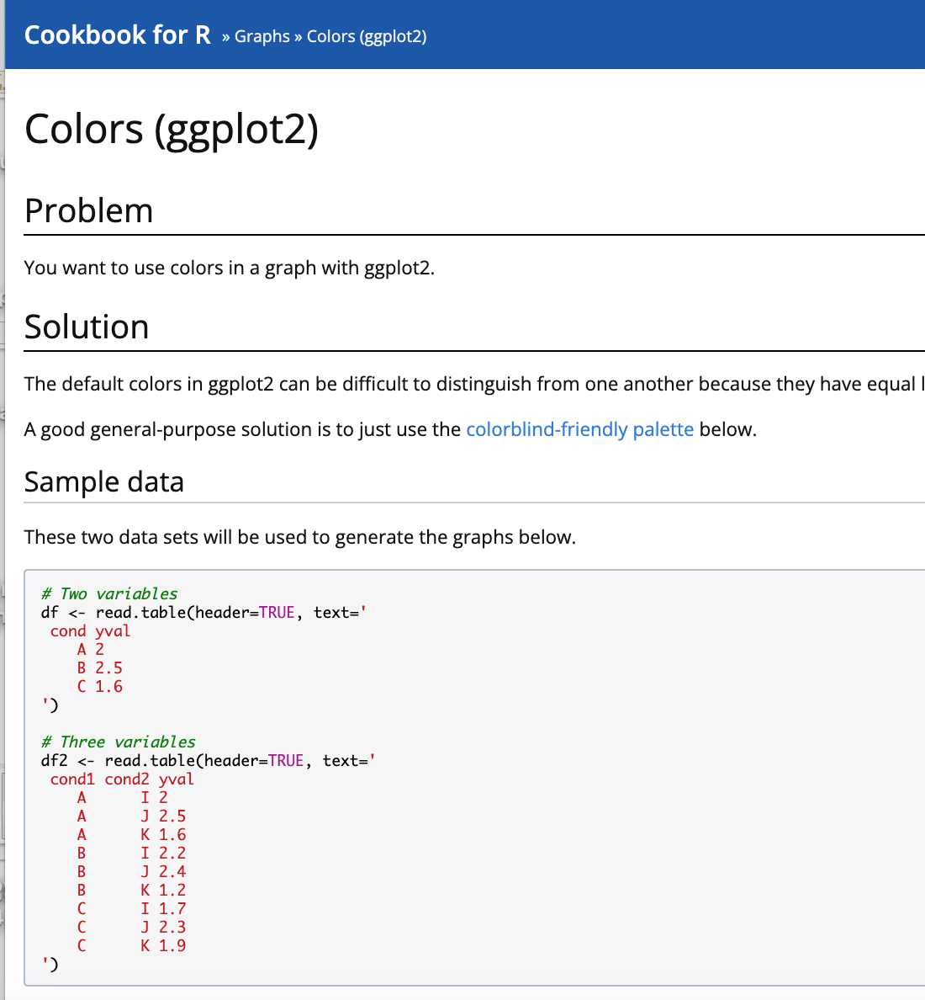 Cookbook for R » Graphs » Colors (ggplot2)
Colors (ggplot2)
Problem
You want to use colors in a graph with ggplot2.
Solution
The default colors in ggplot2 can be difficult to distinguish from one another because they have equal
A good general-purpose solution is to just use the colorblind-friendly palette below.
Sample data
These two data sets will be used to generate the graphs below.
# Two variables
df <- read.table(header=TRUE, text='
cond yval
A 2
B 2.5
C 1.6
')
# Three variables
df2 <- read.table(header=TRUE, text='
cond1 cond2 yval
A I 2
A J 2.5
A K 1.6
B I 2.2
B J 2.4
B K 1.2
C I 1.7
C J 2.3
C K 1.9
')